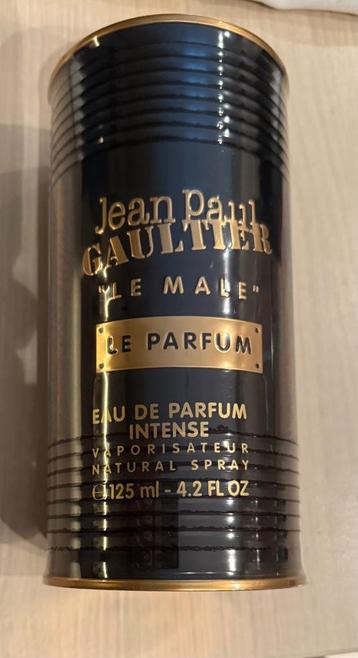 Jean Paul
GAULTIER
"LE MALE"
LE PARFUM
EAU DE PARFUM
INTENSE
VAPORISATEUR
NATURAL SPRAY
℮125 ml - 4.2 FL OZ